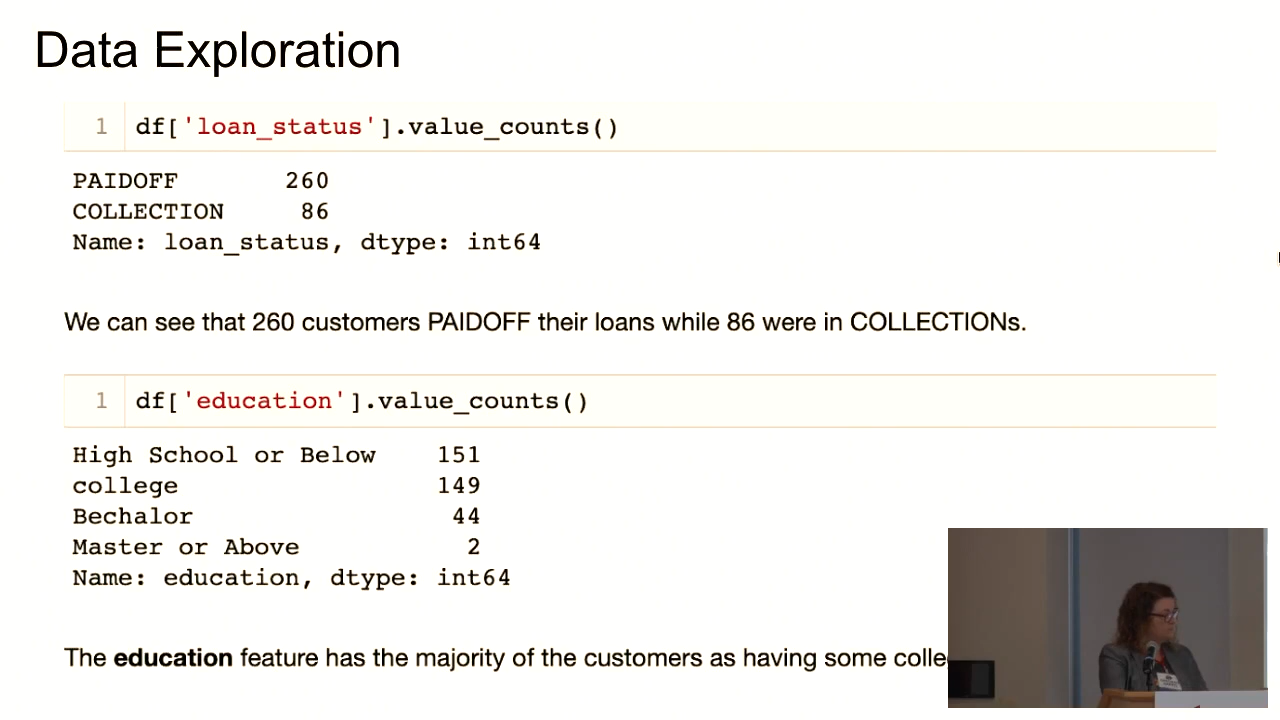 Data Exploration
1 df['loan_status'].value_counts()
PAIDOFF 260
COLLECTION 86
Name: loan_status, dtype: int64
We can see that 260 customers PAIDOFF their loans while 86 were in COLLECTIONs.
1 df['education'].value_counts()
High School or Below 151
college 149
Bechalor 44
Master or Above 2
Name: education, dtype: int64
The education feature has the majority of the customers as having some